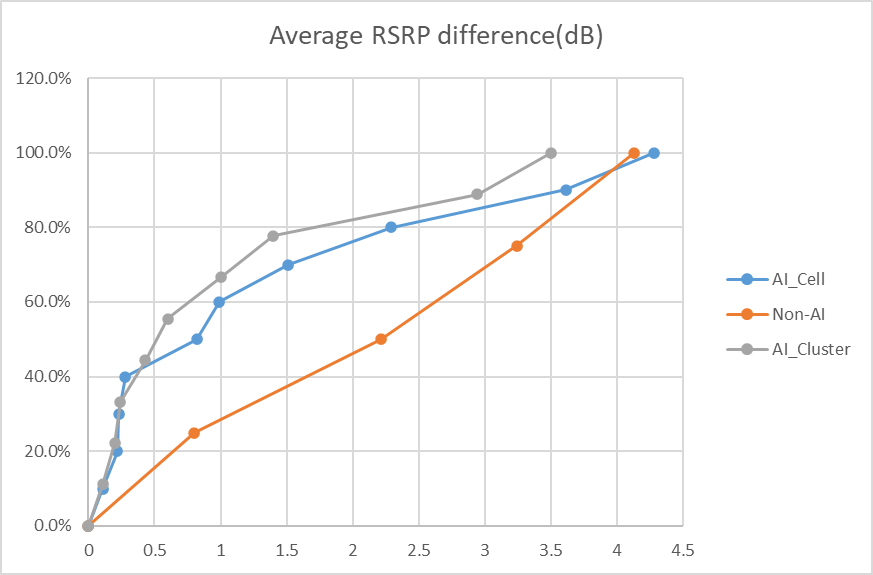 Average RSRP difference(dB)
120.0%
100.0%
80.0%
60.0%
40.0%
20.0%
0.0%
0 0.5 1 1.5 2 2.5 3 3.5 4 4.5
AI_Cell
Non-AI
AI_Cluster